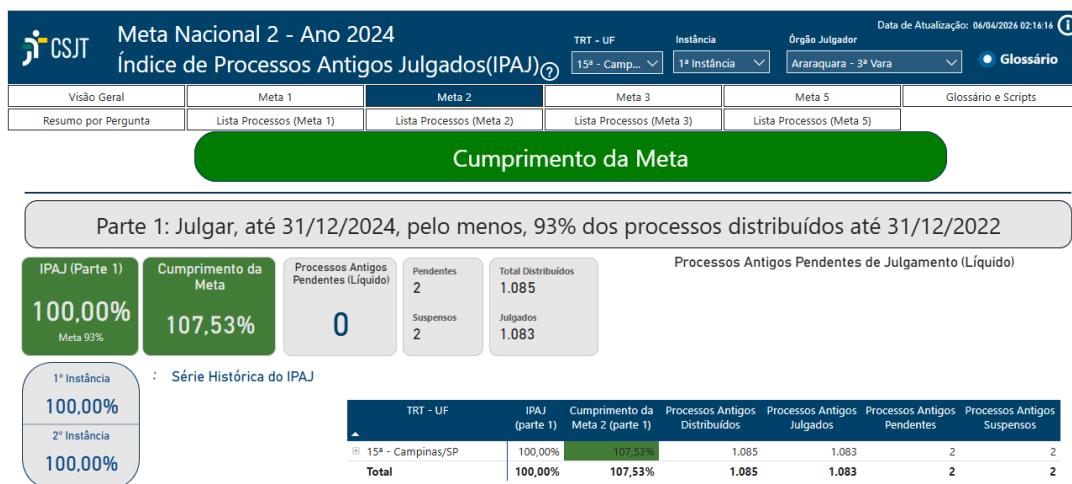 CSJT
Meta Nacional 2 - Ano 2024
Índice de Processos Antigos Julgados(IPAJ)
Data de Atualização: 06/04/2026 02:16:16
TRT - UF
Instância
Órgão Julgador
15ª - Camp...
1ª Instância
Araraquara - 3ª Vara
Glossário
Visão Geral
Meta 1
Meta 2
Meta 3
Meta 5
Glossário e Scripts
Resumo por Pergunta
Lista Processos (Meta 1)
Lista Processos (Meta 2)
Lista Processos (Meta 3)
Lista Processos (Meta 5)
Cumprimento da Meta
Parte 1: Julgar, até 31/12/2024, pelo menos, 93% dos processos distribuídos até 31/12/2022
IPAJ (Parte 1)
100,00%
Meta 93%
Cumprimento da
Meta
107,53%
Processos Antigos
Pendentes (Líquido)
0
Pendentes
2
Suspensos
2
Total Distribuídos
1.085
Julgados
1.083
Processos Antigos Pendentes de Julgamento (Líquido)
1ª Instância
100,00%
2ª Instância
100,00%
: Série Histórica do IPAJ
TRT - UF IPAJ (parte 1) Cumprimento da Meta 2 (parte 1) Processos Antigos Distribuídos Processos Antigos Julgados Processos Antigos Pendentes Processos Antigos Suspensos
15ª - Campinas/SP 100,00% 107,53% 1.085 1.083 2 2
Total 100,00% 107,53% 1.085 1.083 2 2